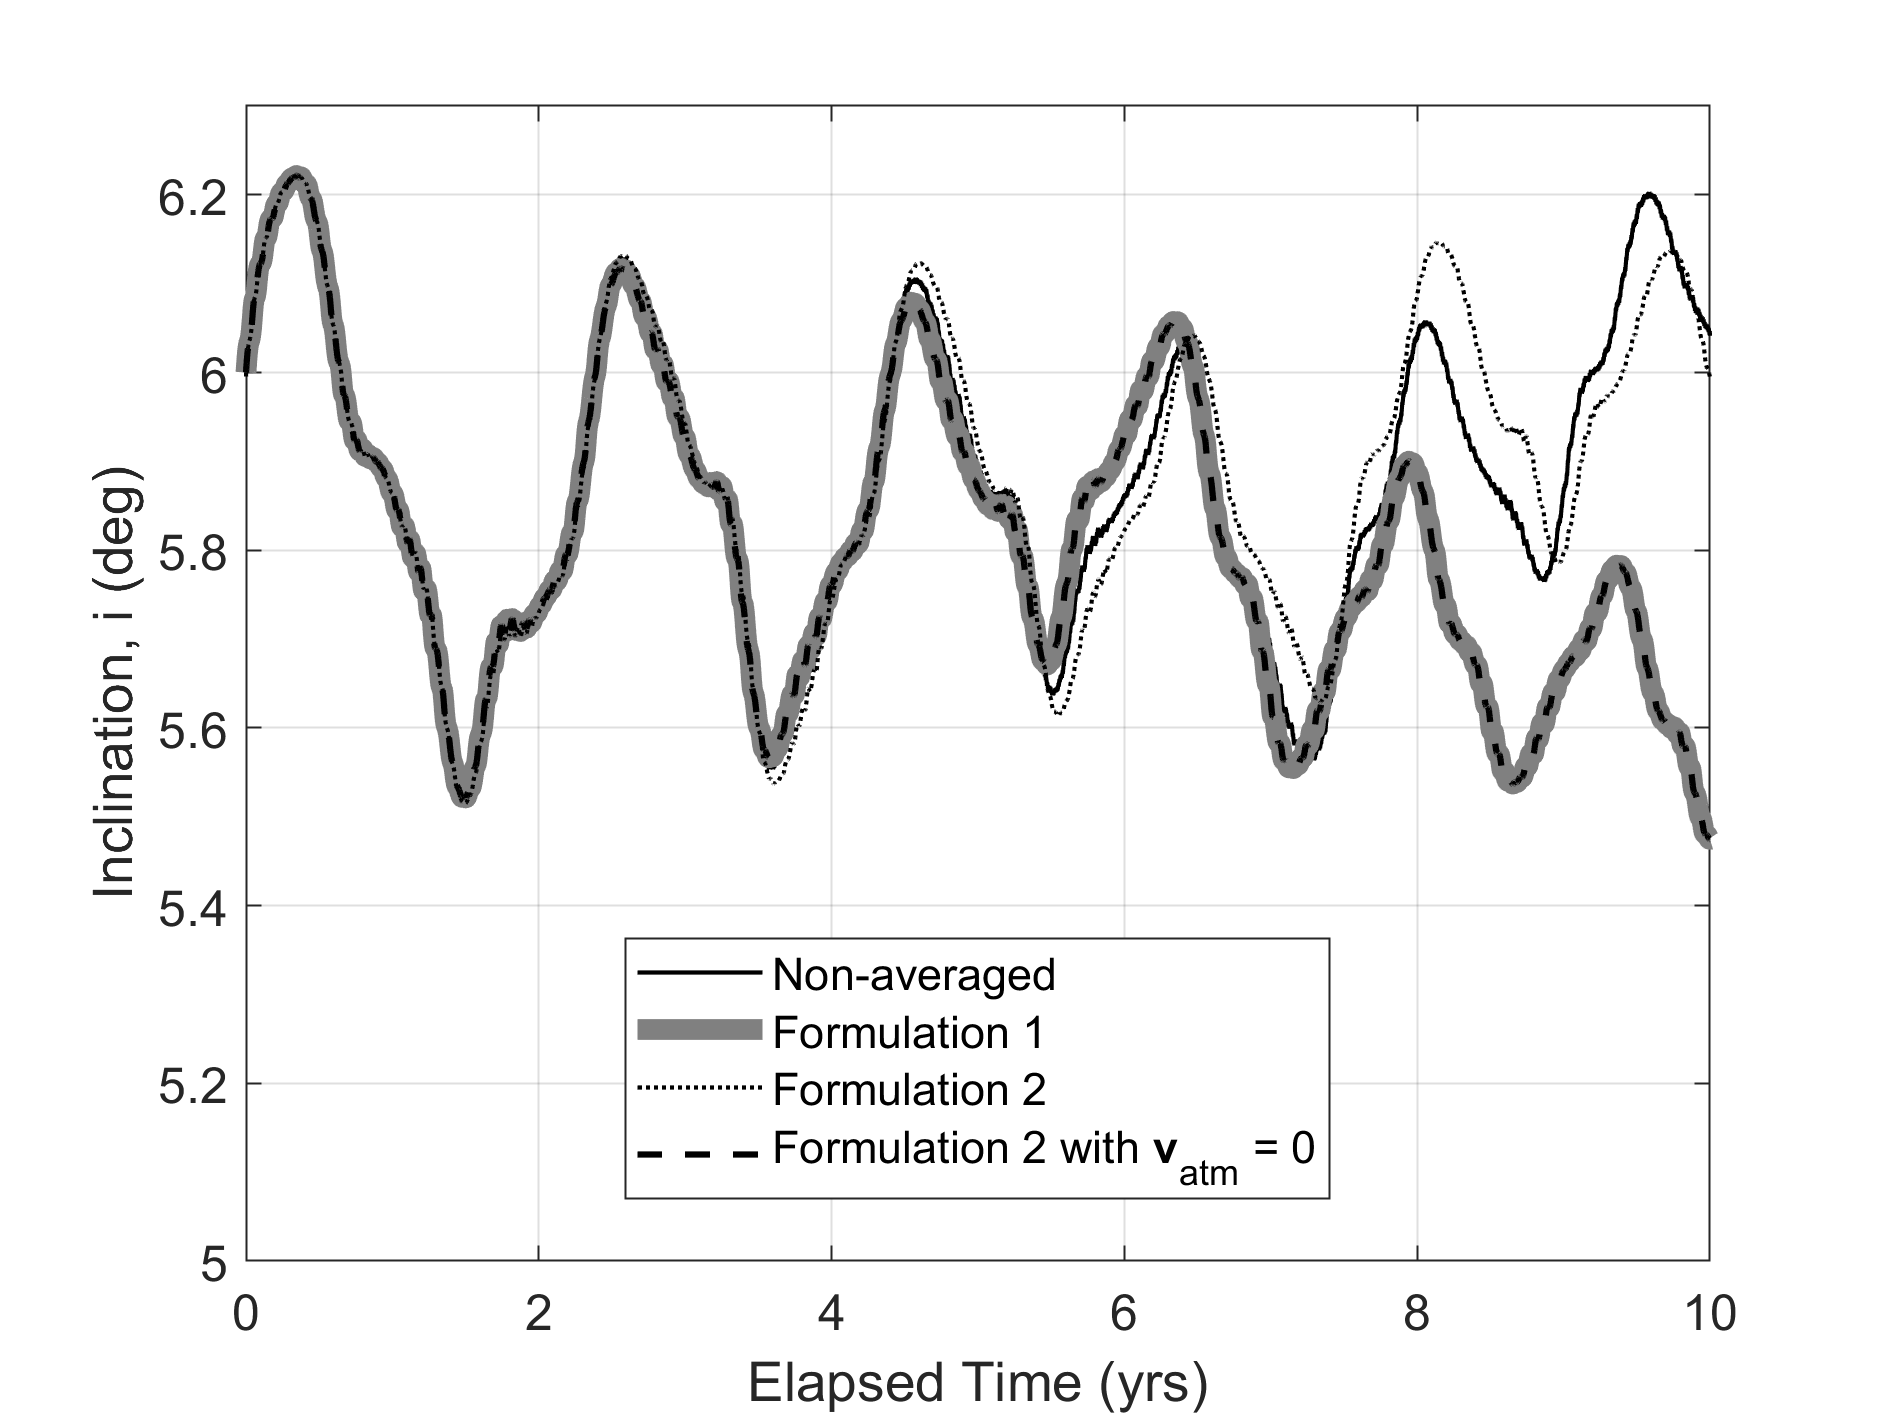 6.2
6
5.8
5.6
5.4
5.2
5
Inclination, i (deg)
Non-averaged
Formulation 1
Formulation 2
Formulation 2 with vatm = 0
0 2 4 6 8 10
Elapsed Time (yrs)